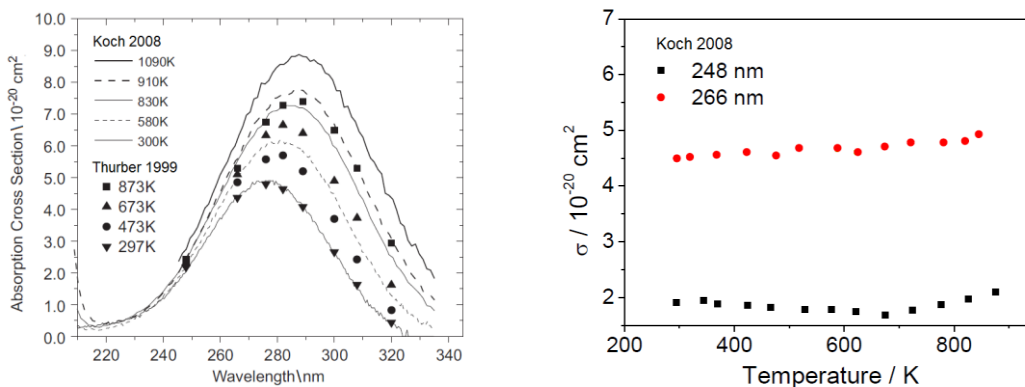 Absorption Cross Section\10⁻²⁰ cm²
10.0
9.0
8.0
7.0
6.0
5.0
4.0
3.0
2.0
1.0
0.0
Koch 2008
1090K
910K
830K
580K
300K
Thurber 1999
873K
673K
473K
297K
220 240 260 280 300 320 340
Wavelength\nm
σ / 10⁻²⁰ cm²
7
6
5
4
2
1
Koch 2008
248 nm
266 nm
200 400 600 800
Temperature / K